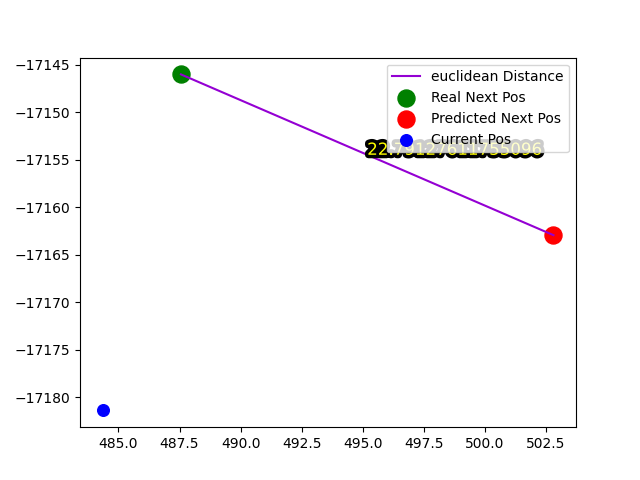 −17145
−17150
−17155
−17160
−17165
−17170
−17175
−17180
euclidean Distance
Real Next Pos
Predicted Next Pos
Current Pos
485.0 487.5 490.0 492.5 495.0 497.5 500.0 502.5